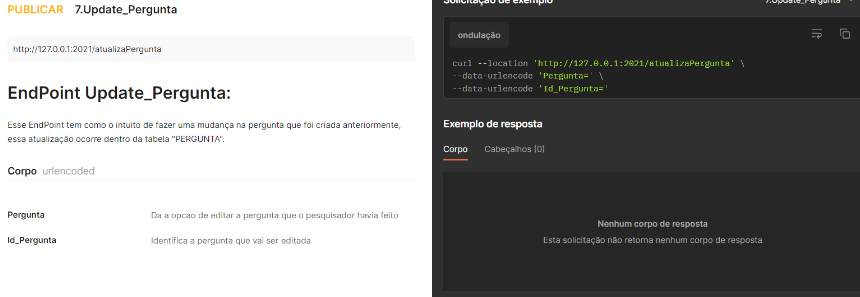 PUBLICAR 7.Update_Pergunta
http://127.0.0.1:2021/atualizaPergunta
EndPoint Update_Pergunta:
Esse EndPoint tem como o intuito de fazer uma mudança na pergunta que foi criada anteriormente,
essa atualização ocorre dentro da tabela "PERGUNTA".
Corpo urlencoded
Pergunta Da a opcao de editar a pergunta que o pesquisador havia feito
Id_Pergunta Identifica a pergunta que vai ser editada
Solicitação de exemplo 7.Update_Pergunta
ondulação
curl --location 'http://127.0.0.1:2021/atualizaPergunta' \
--data-urlencode 'Pergunta=' \
--data-urlencode 'Id_Pergunta='
Exemplo de resposta
Corpo Cabeçalhos (0)
Nenhum corpo de resposta
Esta solicitação não retorna nenhum corpo de resposta